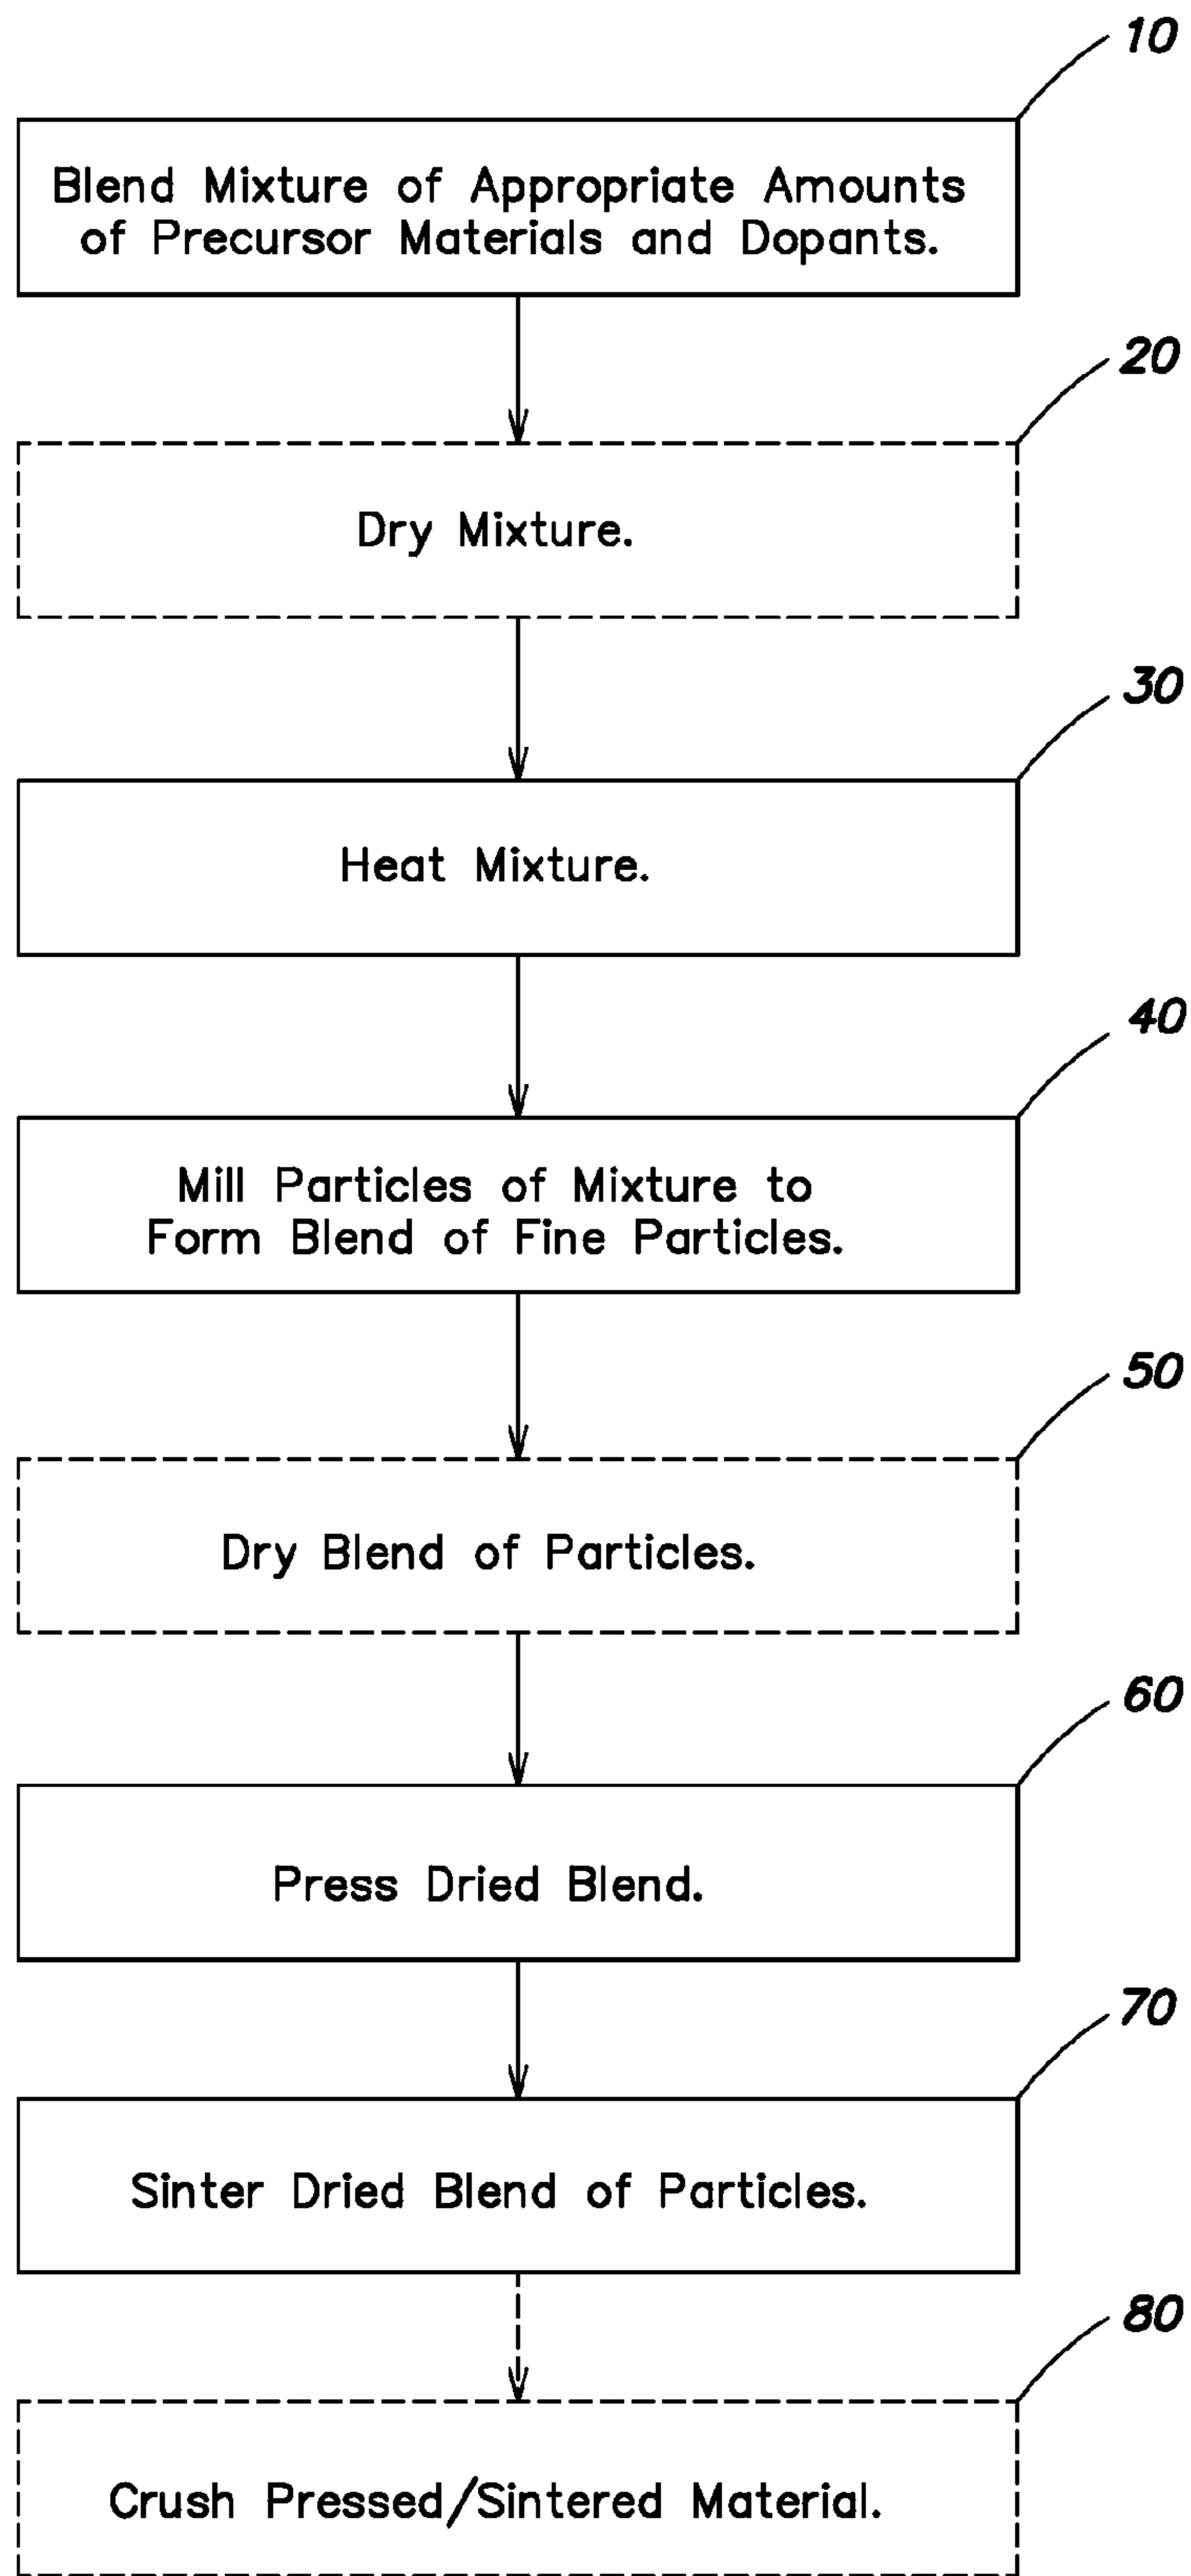 10
Blend Mixture of Appropriate Amounts
of Precursor Materials and Dopants.
20
Dry Mixture.
30
Heat Mixture.
40
Mill Particles of Mixture to
Form Blend of Fine Particles.
50
Dry Blend of Particles.
60
Press Dried Blend.
70
Sinter Dried Blend of Particles.
80
Crush Pressed/Sintered Material.